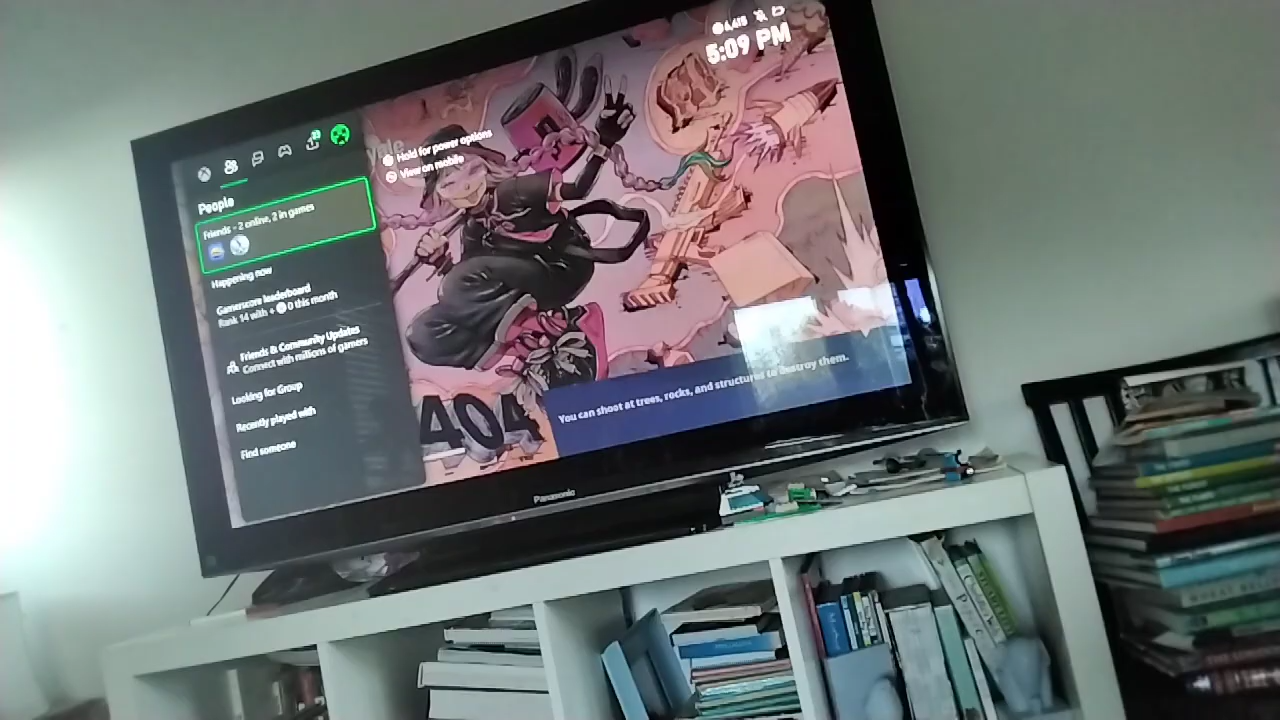 6,415
5:09 PM
Hold for power options
View on mobile
People
Friends - 2 online, 2 in games
Happening now
Gamerscore leaderboard
Rank 14 with + 0 this month
Friends & Community Updates
Connect with millions of gamers
Looking for Group
Recently played with
Find someone
404
You can shoot at trees, rocks, and structures to destroy them.
Panasonic